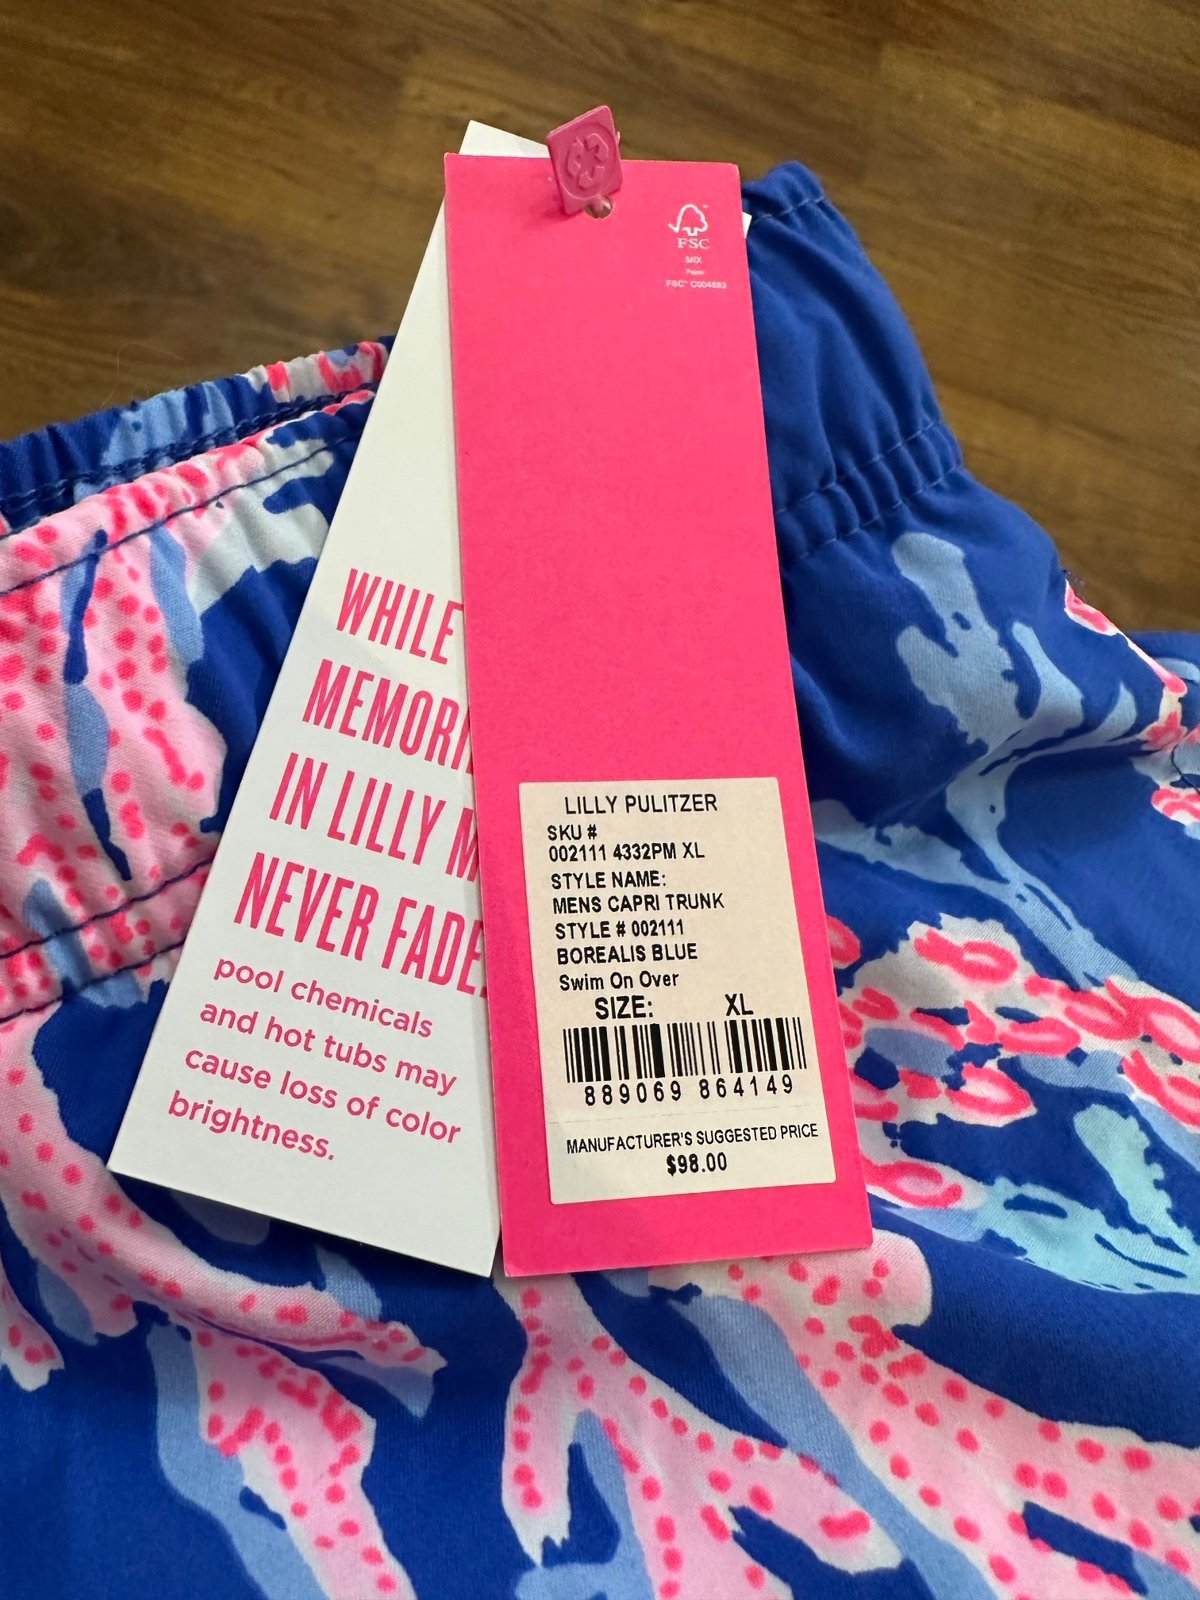 FSC
MIX
Paper
FSC™ C004883
WHILE
MEMORI
IN LILLY M
NEVER FADE
pool chemicals
and hot tubs may
cause loss of color
brightness.
LILLY PULITZER
SKU #
002111 4332PM XL
STYLE NAME:
MENS CAPRI TRUNK
STYLE # 002111
BOREALIS BLUE
Swim On Over
SIZE: XL
889069 864149
MANUFACTURER'S SUGGESTED PRICE
$98.00